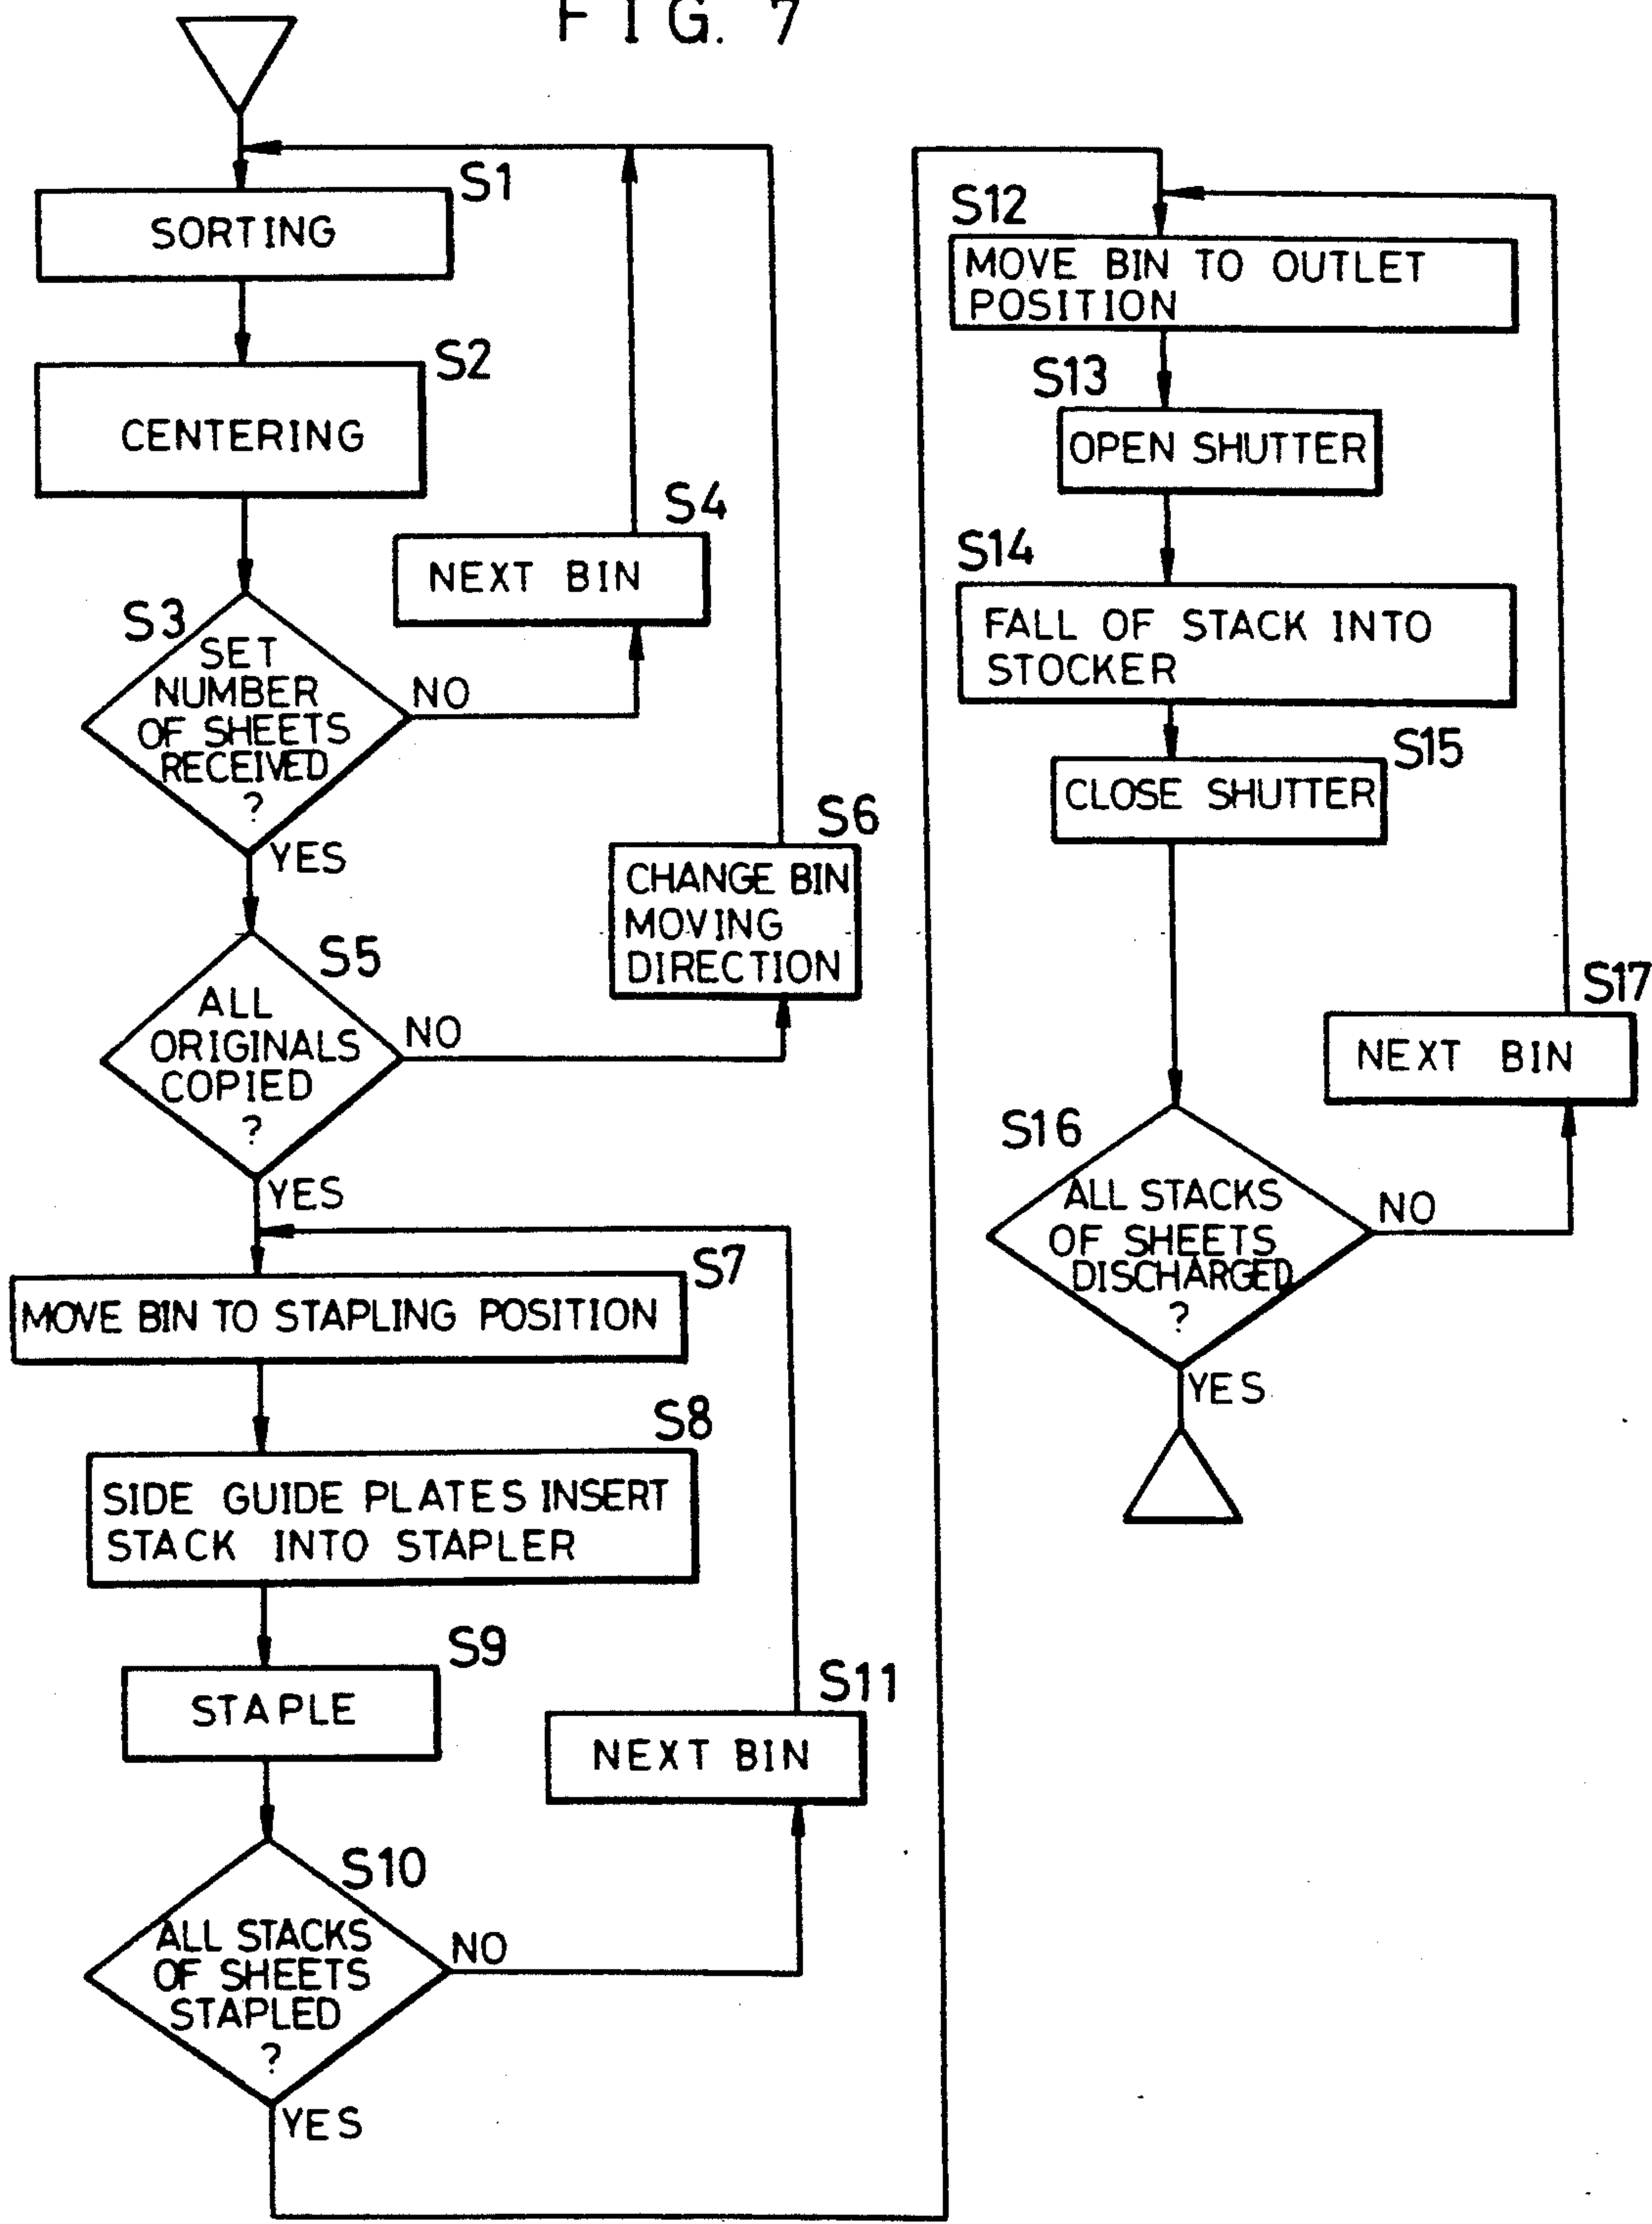 FIG. 7
S1
SORTING
S2
CENTERING
S3
SET
NUMBER
OF SHEETS
RECEIVED
?
NO
YES
S4
NEXT BIN
S5
ALL
ORIGINALS
COPIED
?
NO
YES
S6
CHANGE BIN
MOVING
DIRECTION
S7
MOVE BIN TO STAPLING POSITION
S8
SIDE GUIDE PLATES INSERT
STACK INTO STAPLER
S9
STAPLE
S10
ALL STACKS
OF SHEETS
STAPLED
?
NO
YES
S11
NEXT BIN
S12
MOVE BIN TO OUTLET
POSITION
S13
OPEN SHUTTER
S14
FALL OF STACK INTO
STOCKER
S15
CLOSE SHUTTER
S16
ALL STACKS
OF SHEETS
DISCHARGED
?
NO
YES
S17
NEXT BIN